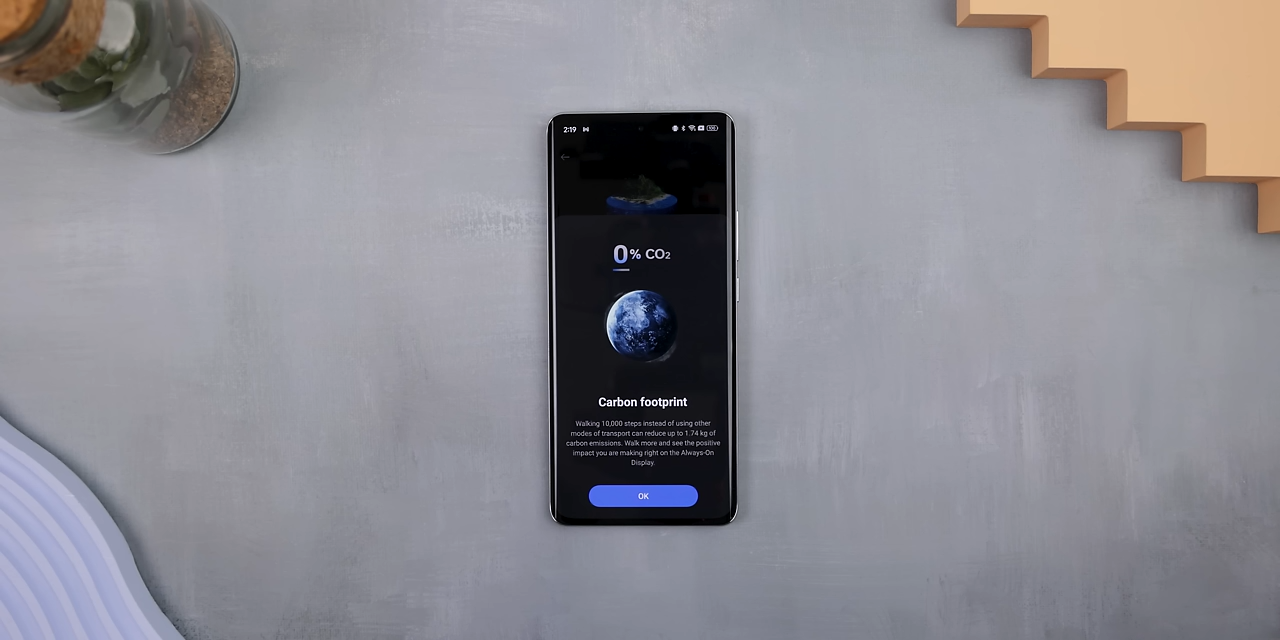 2:19
100
0% CO₂
Carbon footprint
Walking 10,000 steps instead of using other
modes of transport can reduce up to 1.74 kg of
carbon emissions. Walk more and see the positive
impact you are making right on the Always-On
Display.
OK